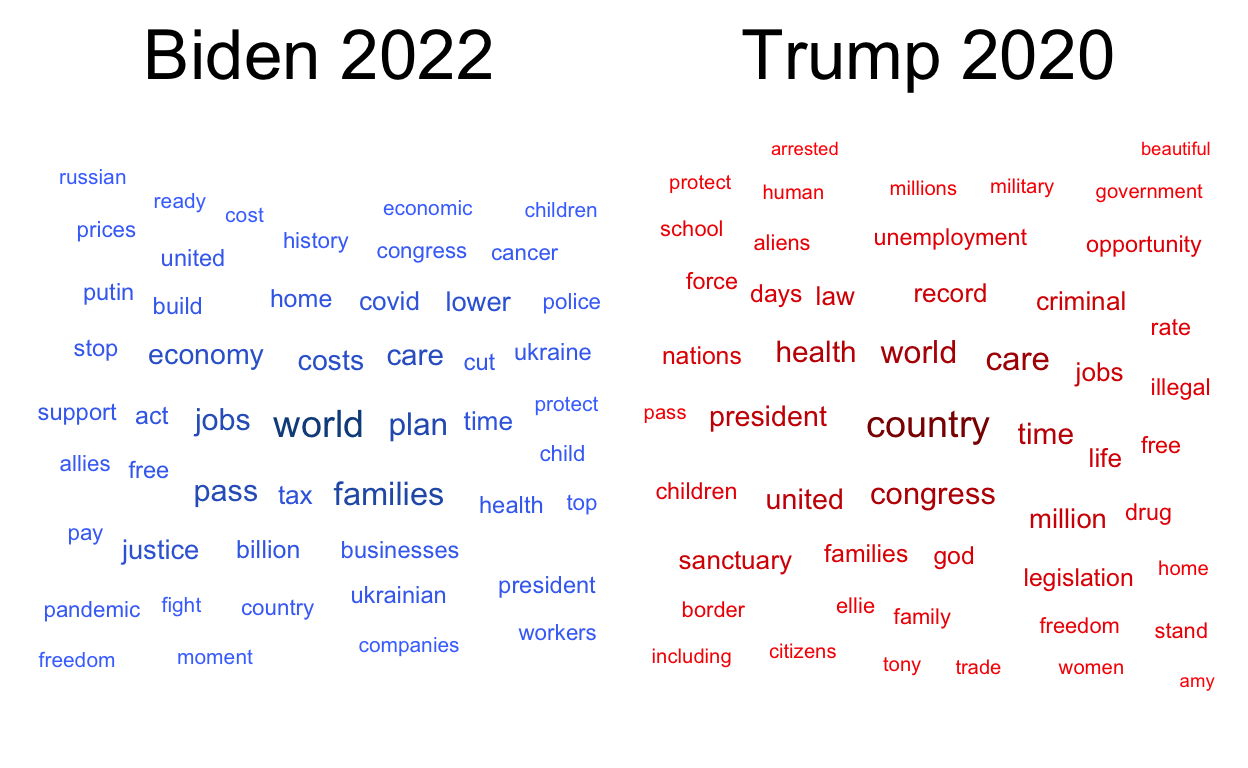 Biden 2022
russian
ready
cost
economic
children
prices
history
united
congress
cancer
putin
build
home
covid
lower
police
stop
economy
costs
care
cut
ukraine
support
act
jobs
world
plan
time
protect
allies
free
child
pass
tax
families
health
top
pay
justice
billion
businesses
pandemic
fight
country
ukrainian
president
freedom
moment
companies
workers
Trump 2020
arrested
beautiful
protect
human
millions
military
government
school
aliens
unemployment
opportunity
force
days
law
record
criminal
rate
nations
health
world
care
jobs
illegal
pass
president
country
time
life
free
children
united
congress
million
drug
sanctuary
families
god
legislation
home
border
ellie
family
freedom
stand
including
citizens
tony
trade
women
amy